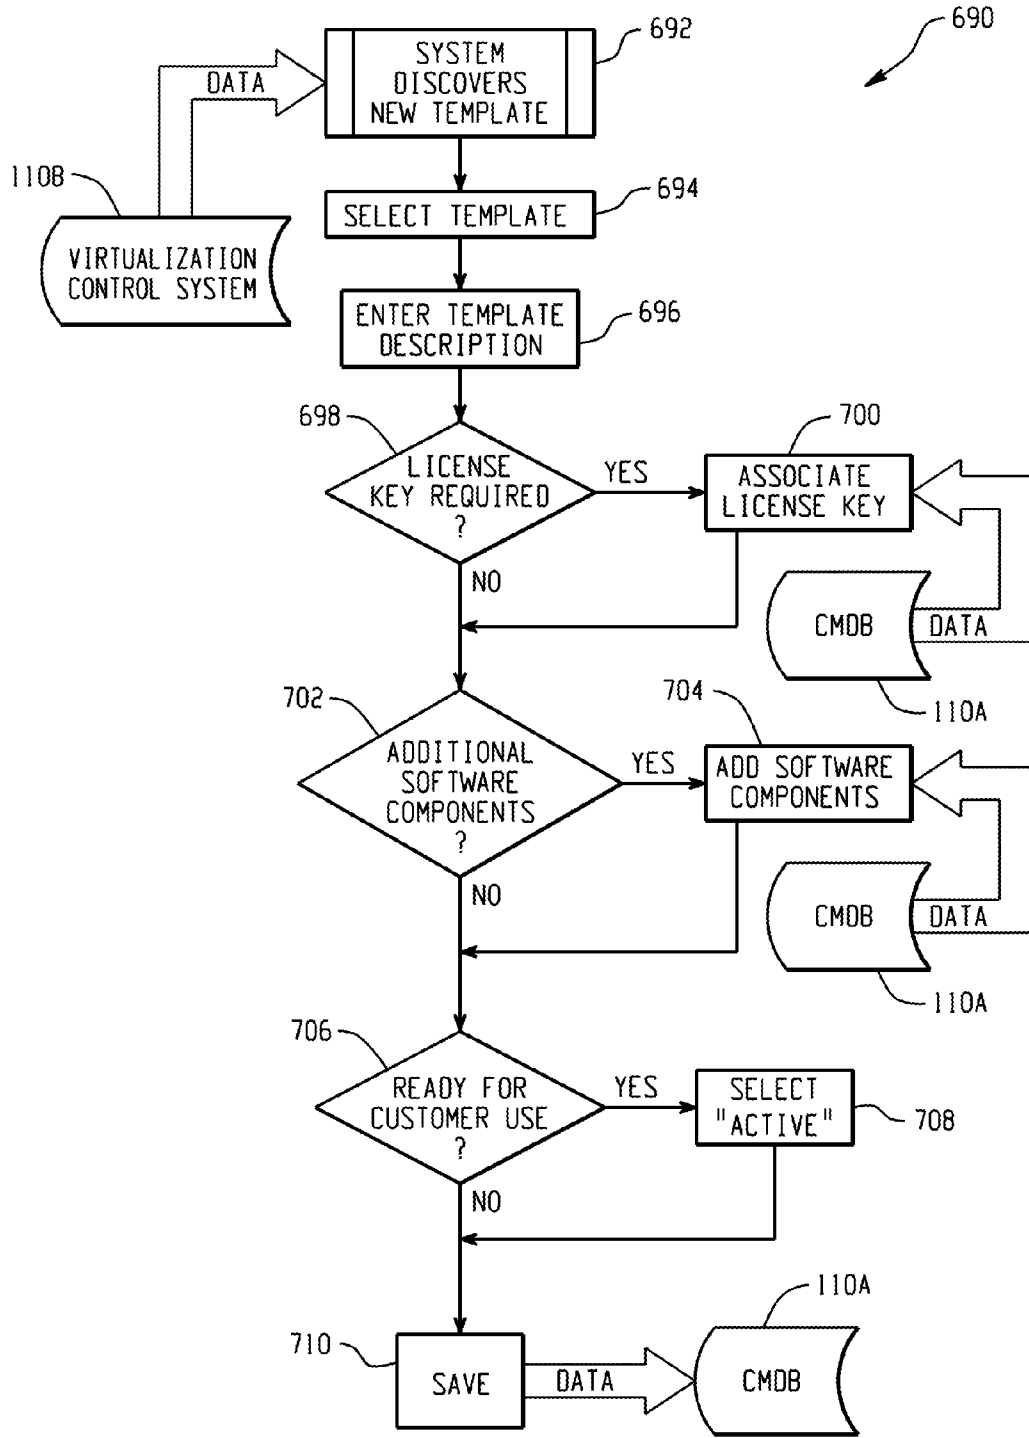 690
692
SYSTEM
DISCOVERS
NEW TEMPLATE
DATA
110B
VIRTUALIZATION
CONTROL SYSTEM
694
SELECT TEMPLATE
696
ENTER TEMPLATE
DESCRIPTION
698
LICENSE
KEY REQUIRED
?
YES
700
ASSOCIATE
LICENSE KEY
NO
CMDB
DATA
110A
702
ADDITIONAL
SOFTWARE
COMPONENTS
?
YES
704
ADD SOFTWARE
COMPONENTS
NO
CMDB
DATA
110A
706
READY FOR
CUSTOMER USE
?
YES
SELECT
"ACTIVE"
708
NO
710
SAVE
DATA
110A
CMDB